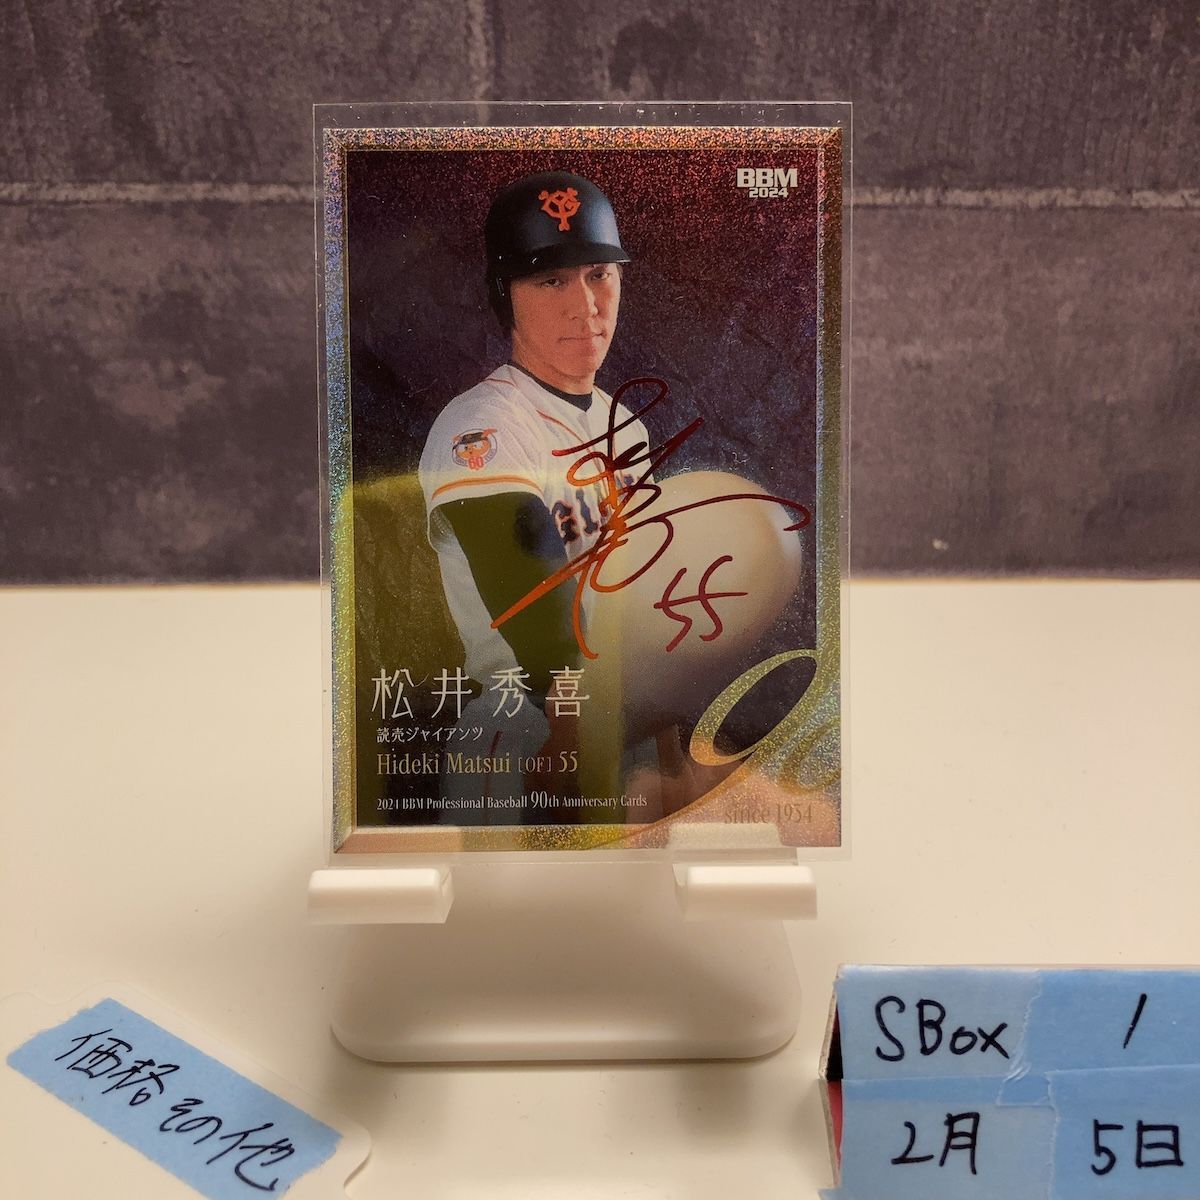 BBM
2024
60
55
松井秀喜
読売ジャイアンツ
Hideki Matsui [OF] 55
2024 BBM Professional Baseball 90th Anniversary Cards
90
since 1934
価格その他
SBox 1
2月 5日